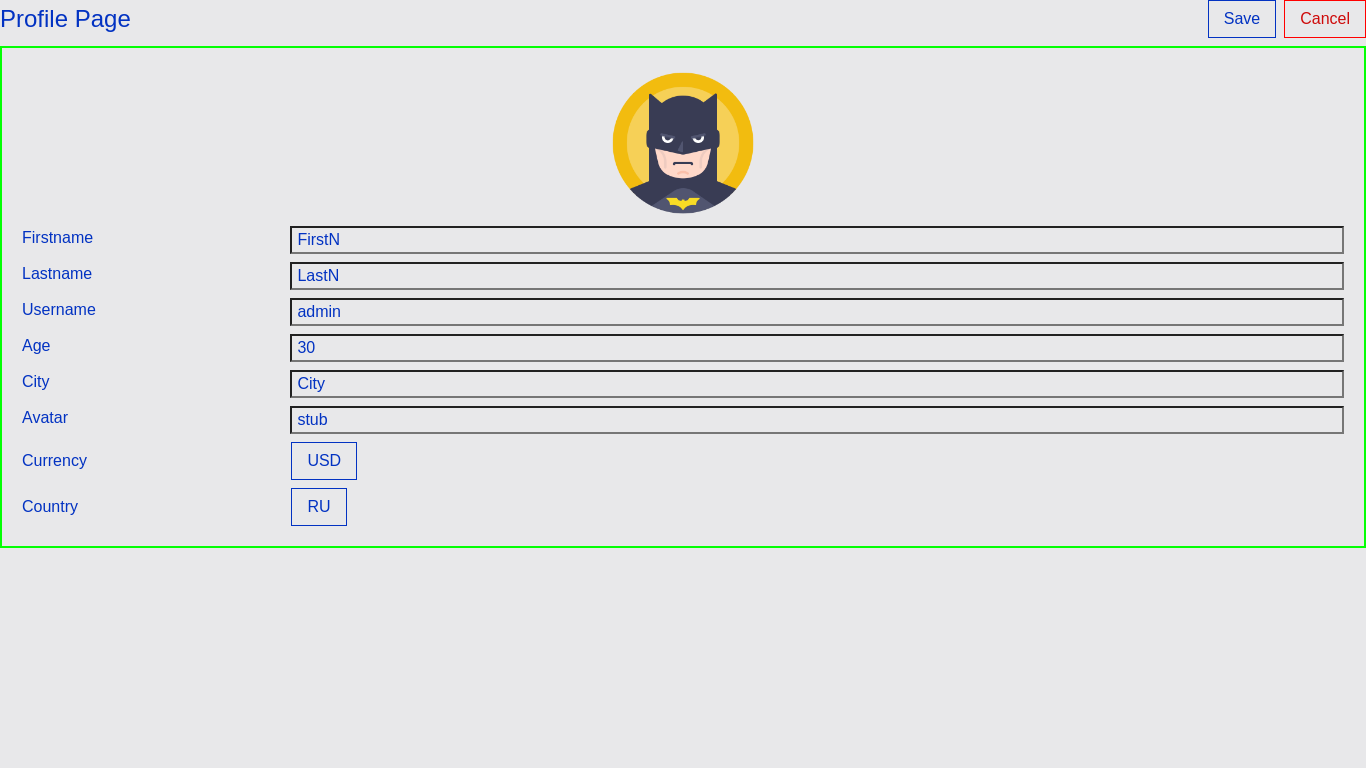 Profile Page Save Cancel
Firstname FirstN
Lastname LastN
Username admin
Age 30
City City
Avatar stub
Currency USD
Country RU